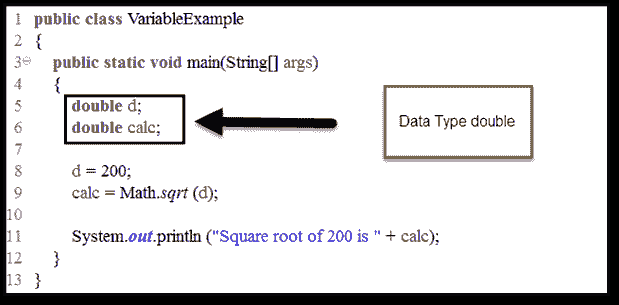 1 public class VariableExample
2 {
3 public static void main(String[] args)
4 {
5 double d;
6 double calc;
7
8 d = 200;
9 calc = Math.sqrt (d);
10
11 System.out.println ("Square root of 200 is " + calc);
12 }
13 }
Data Type double